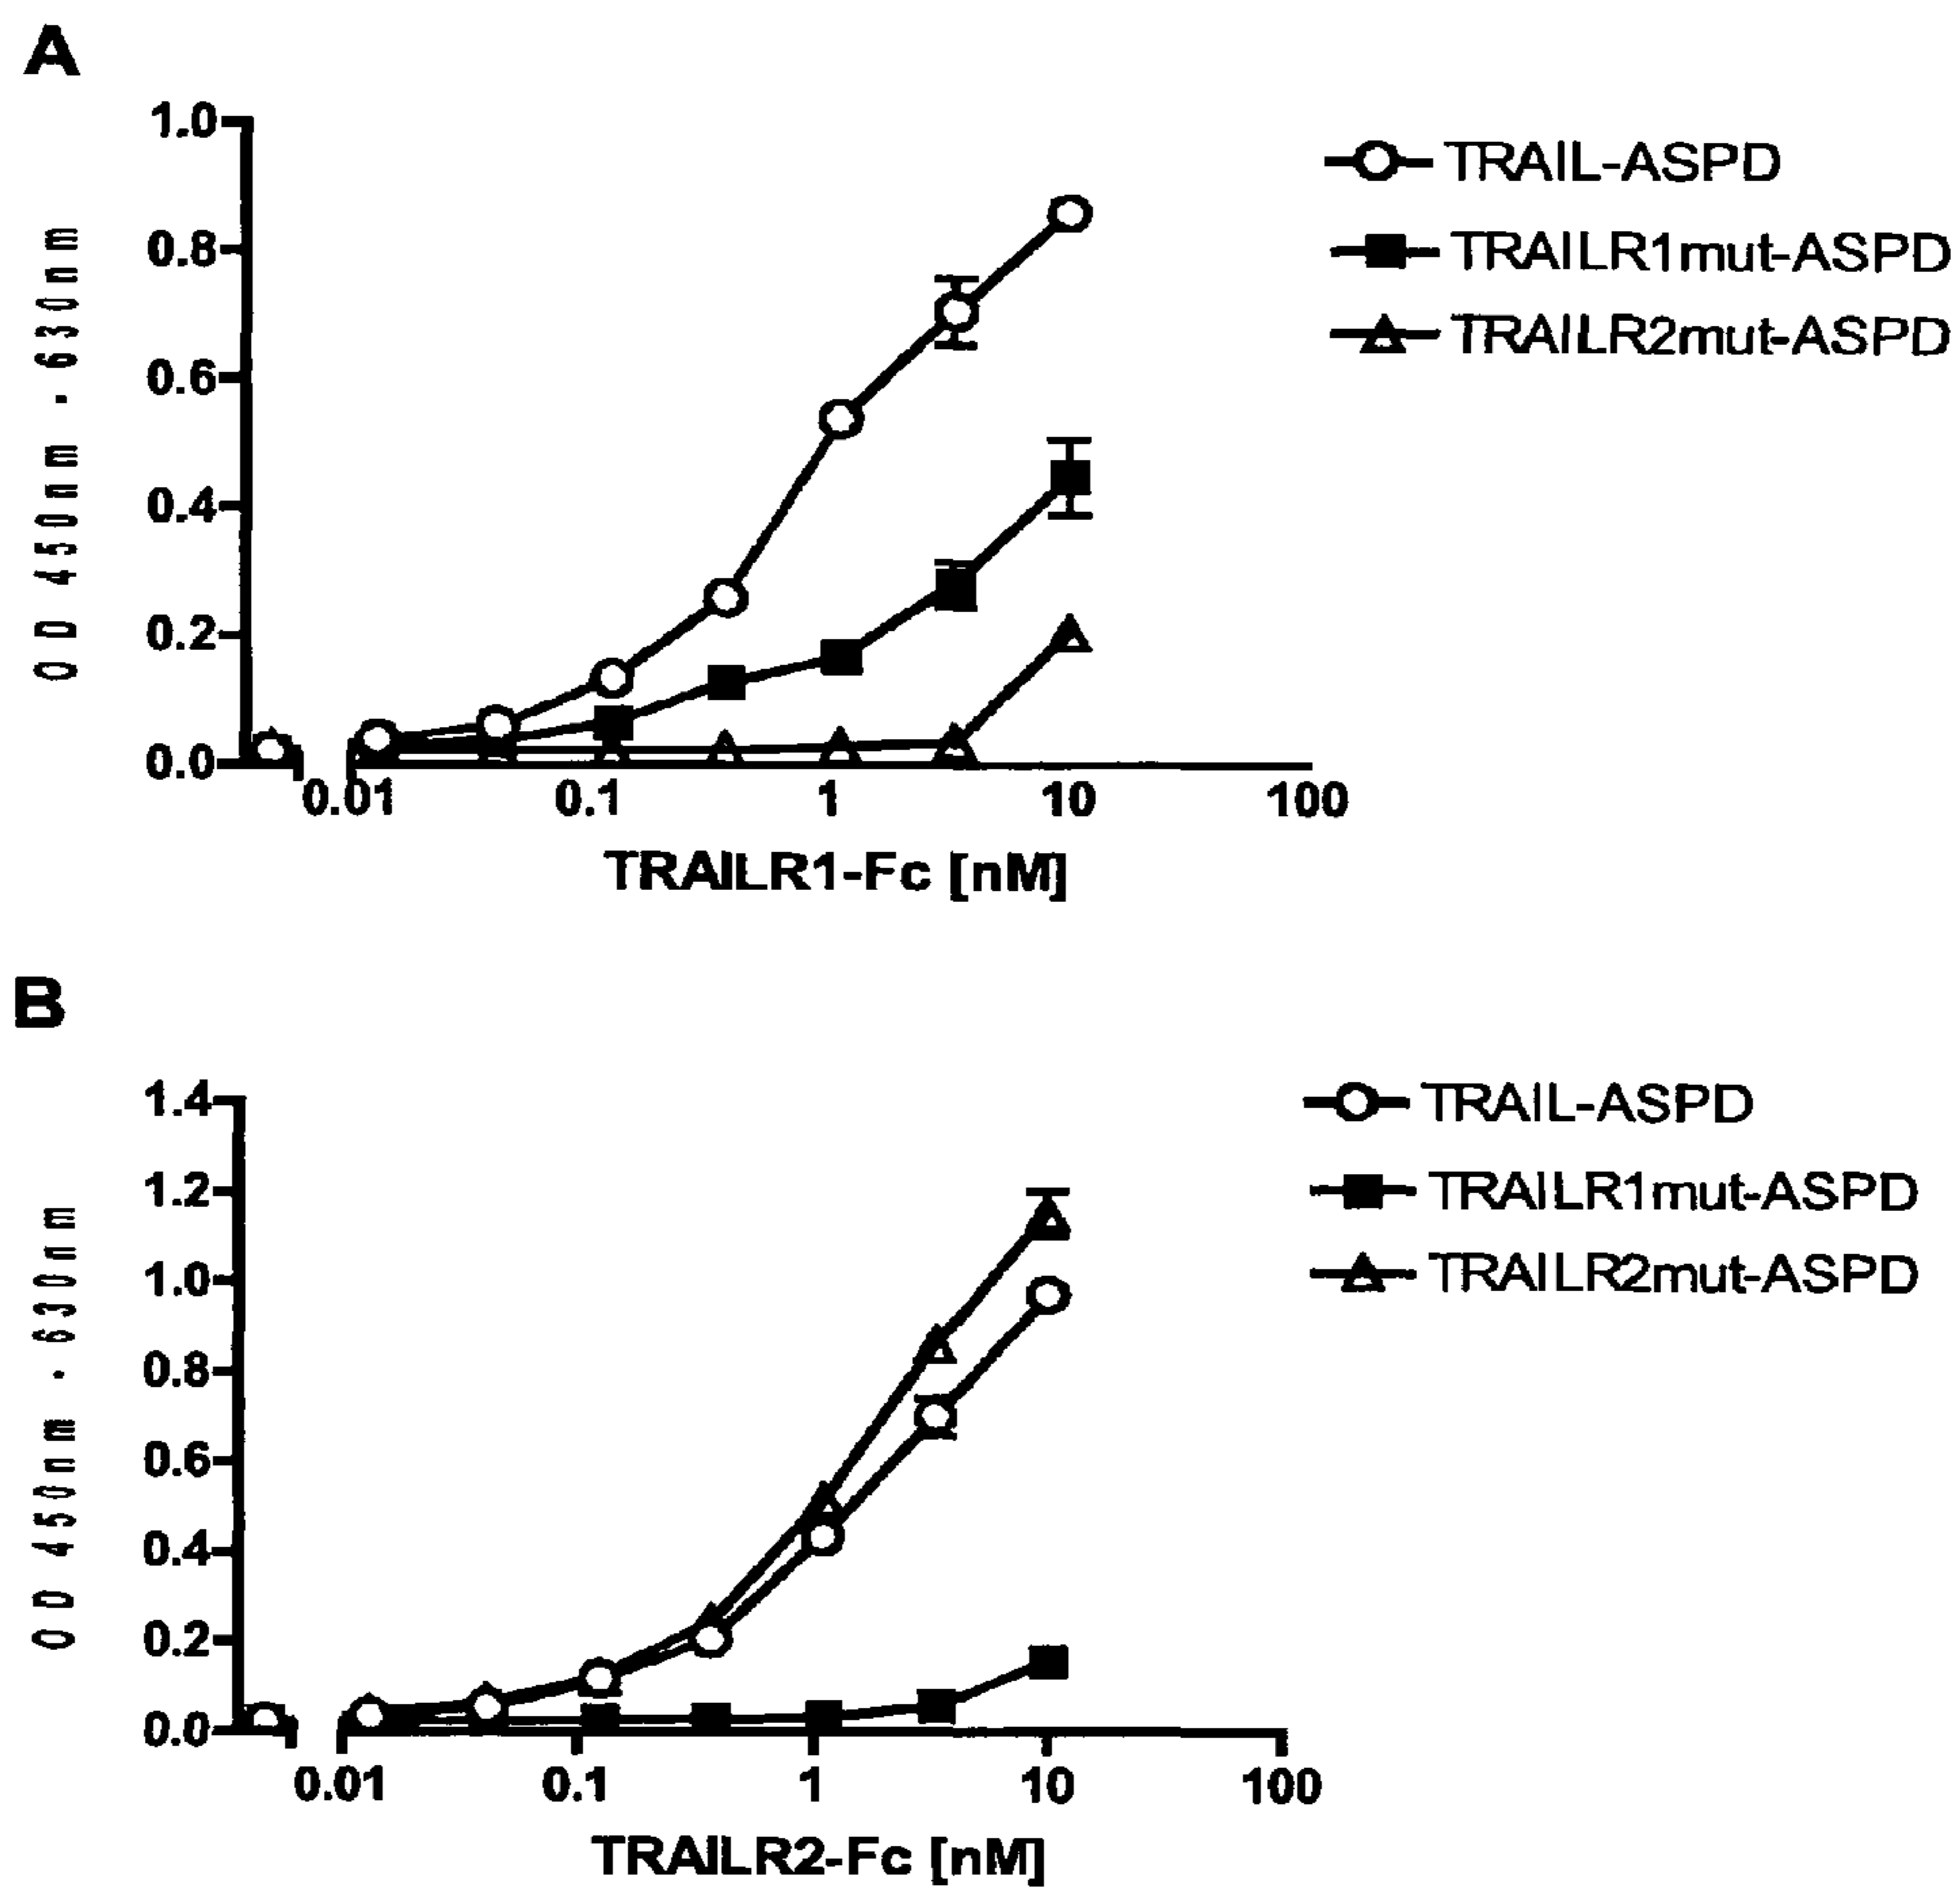 A
1.0
0.8
0.6
0.4
0.2
0.0
OD 450nm - 630nm
0.01 0.1 1 10 100
TRAILR1-Fc [nM]
TRAIL-ASPD
TRAILR1mut-ASPD
TRAILR2mut-ASPD
B
1.4
1.2
1.0
0.8
0.6
0.4
0.2
0.0
OD 450nm - 630nm
0.01 0.1 1 10 100
TRAILR2-Fc [nM]
TRAIL-ASPD
TRAILR1mut-ASPD
TRAILR2mut-ASPD